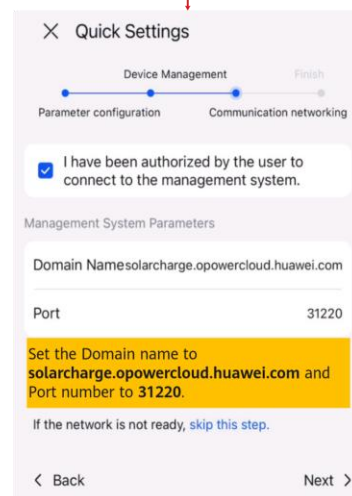 Quick Settings
Device Management Finish
Parameter configuration Communication networking
I have been authorized by the user to
connect to the management system.
Management System Parameters
Domain Namesolarcharge.opowercloud.huawei.com
Port 31220
Set the Domain name to
solarcharge.opowercloud.huawei.com and
Port number to 31220.
If the network is not ready, skip this step.
Back Next